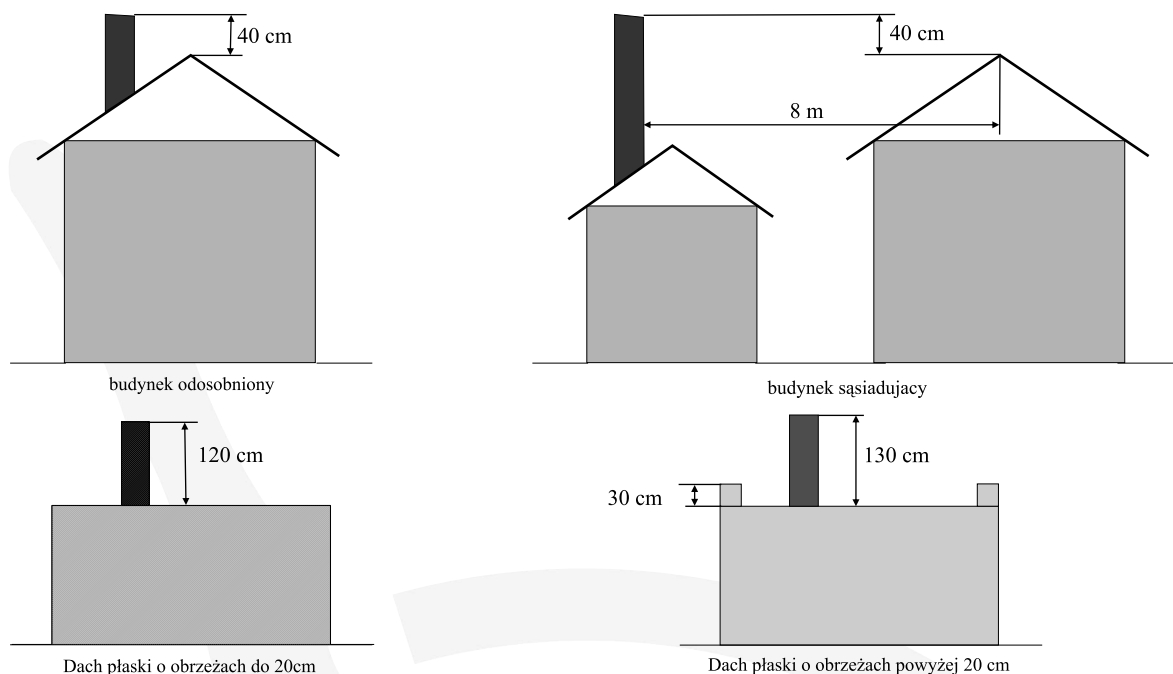 40 cm
40 cm
8 m
budynek odosobniony
budynek sąsiadujacy
120 cm
130 cm
30 cm
Dach płaski o obrzeżach do 20cm
Dach płaski o obrzeżach powyżej 20 cm